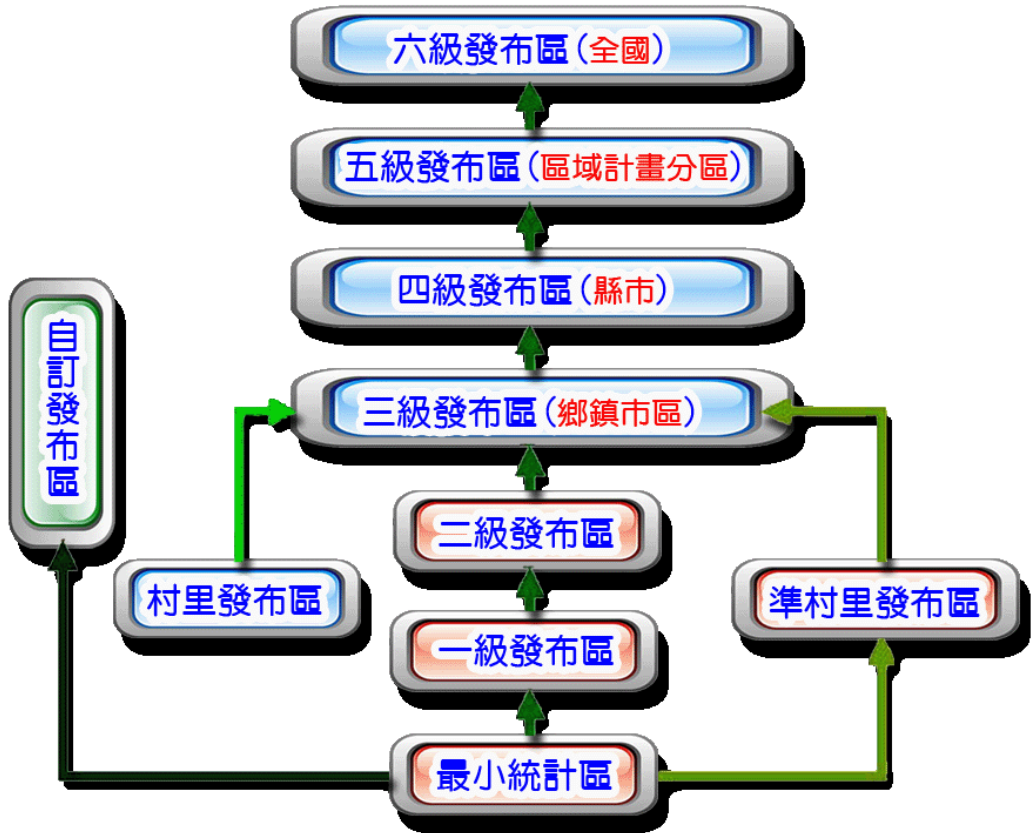 六級發布區(全國)
五級發布區(區域計畫分區)
四級發布區(縣市)
自訂發布區
三級發布區(鄉鎮市區)
二級發布區
村里發布區
準村里發布區
一級發布區
最小統計區